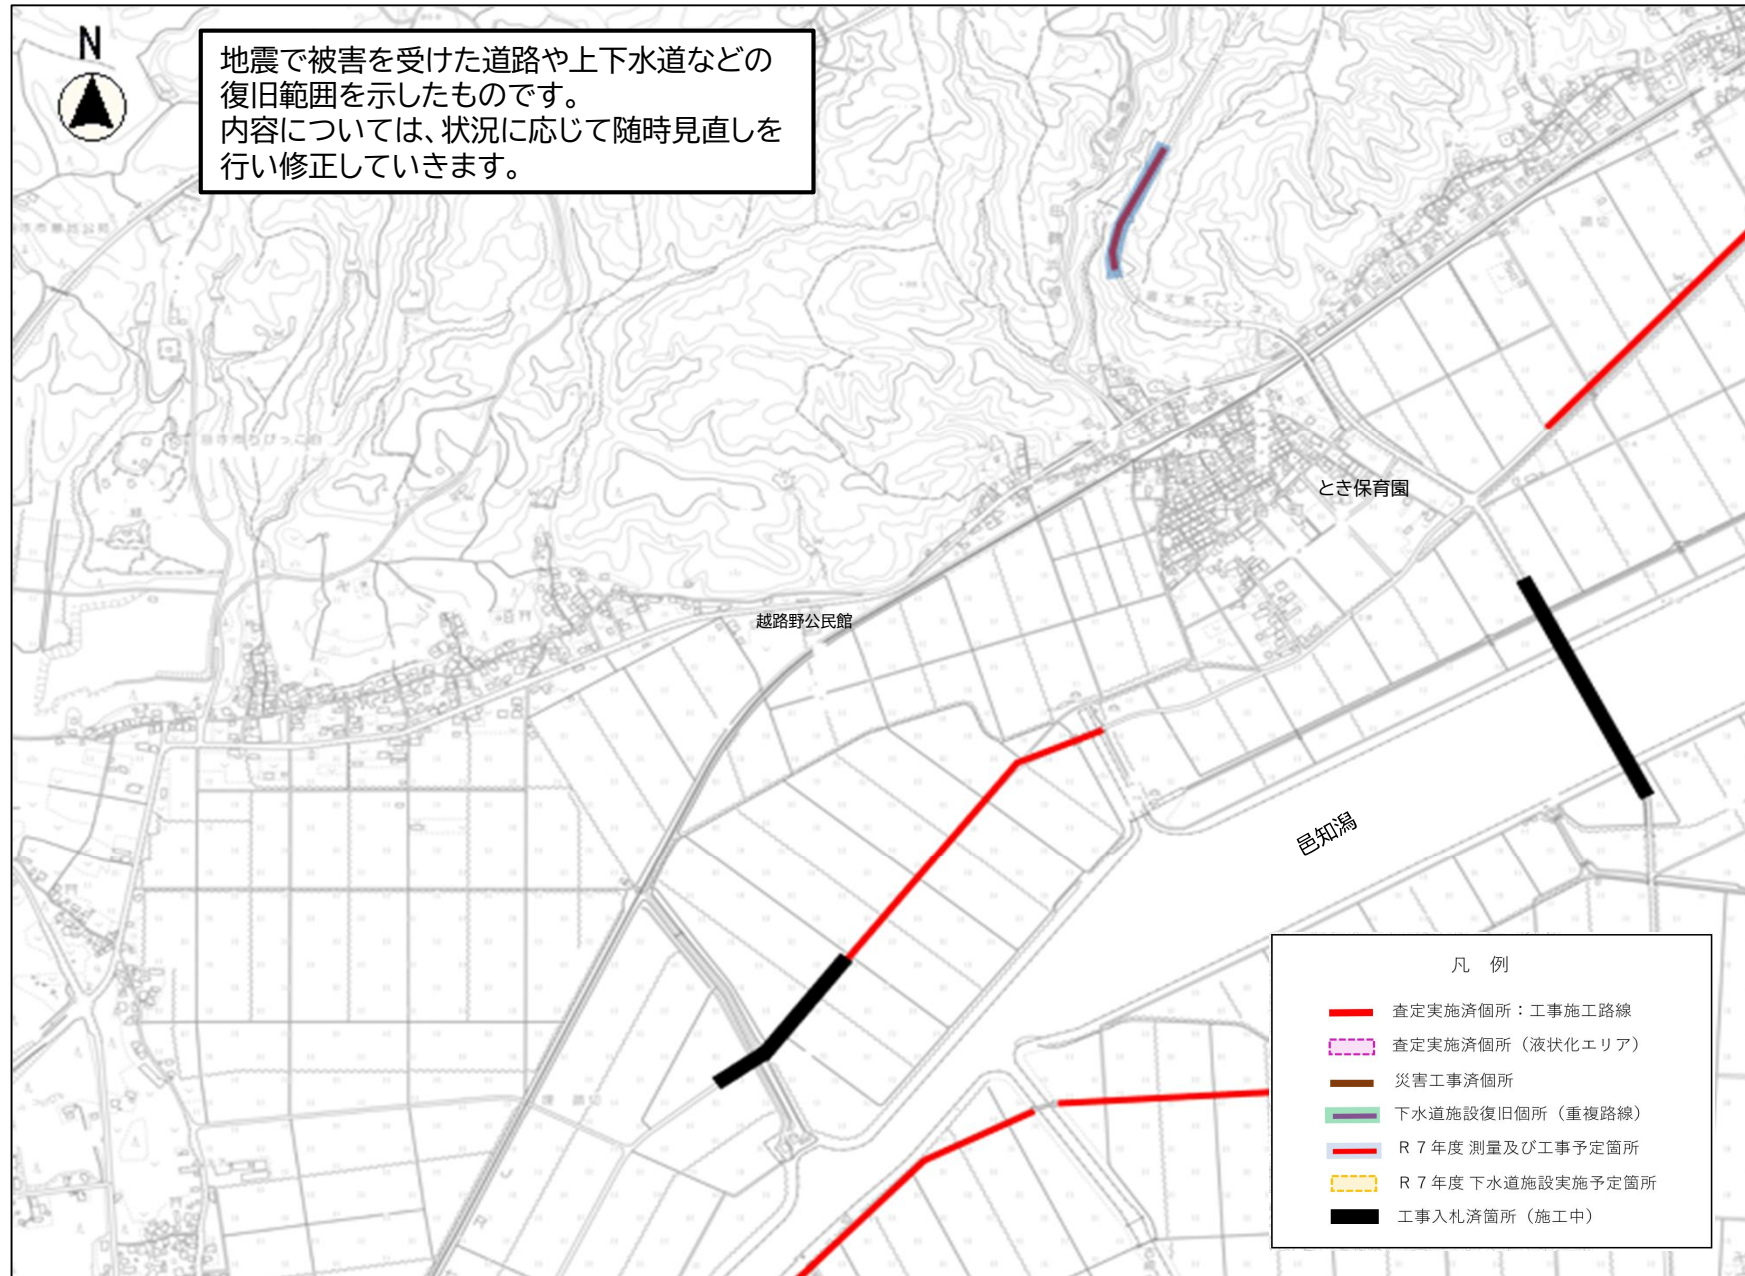 N
地震で被害を受けた道路や上下水道などの
復旧範囲を示したものです。
内容については、状況に応じて随時見直しを
行い修正していきます。
とき保育園
越路野公民館
邑知潟
凡 例
査定実施済個所：工事施工路線
査定実施済個所（液状化エリア）
災害工事済個所
下水道施設復旧個所（重複路線）
Ｒ７年度 測量及び工事予定箇所
Ｒ７年度 下水道施設実施予定箇所
工事入札済箇所（施工中）